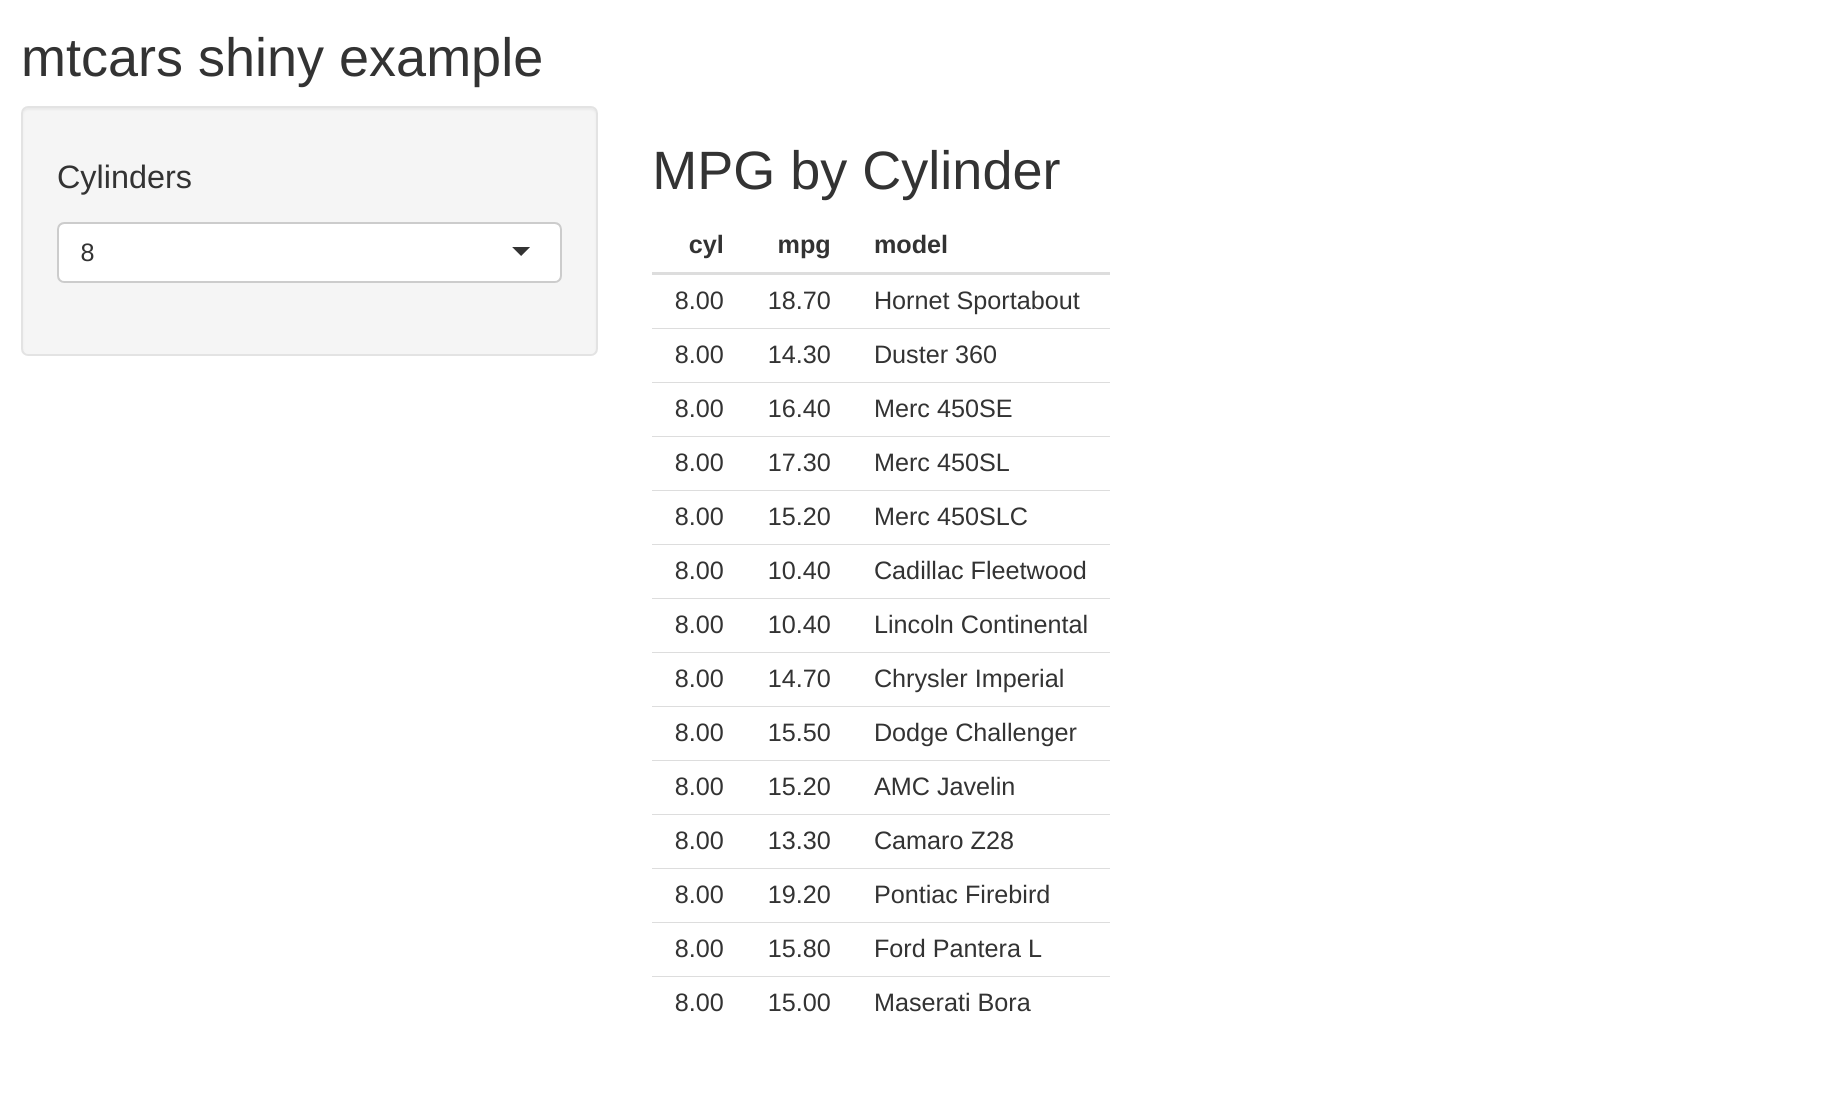 mtcars shiny example
Cylinders
8
MPG by Cylinder
cyl mpg model
8.00 18.70 Hornet Sportabout
8.00 14.30 Duster 360
8.00 16.40 Merc 450SE
8.00 17.30 Merc 450SL
8.00 15.20 Merc 450SLC
8.00 10.40 Cadillac Fleetwood
8.00 10.40 Lincoln Continental
8.00 14.70 Chrysler Imperial
8.00 15.50 Dodge Challenger
8.00 15.20 AMC Javelin
8.00 13.30 Camaro Z28
8.00 19.20 Pontiac Firebird
8.00 15.80 Ford Pantera L
8.00 15.00 Maserati Bora